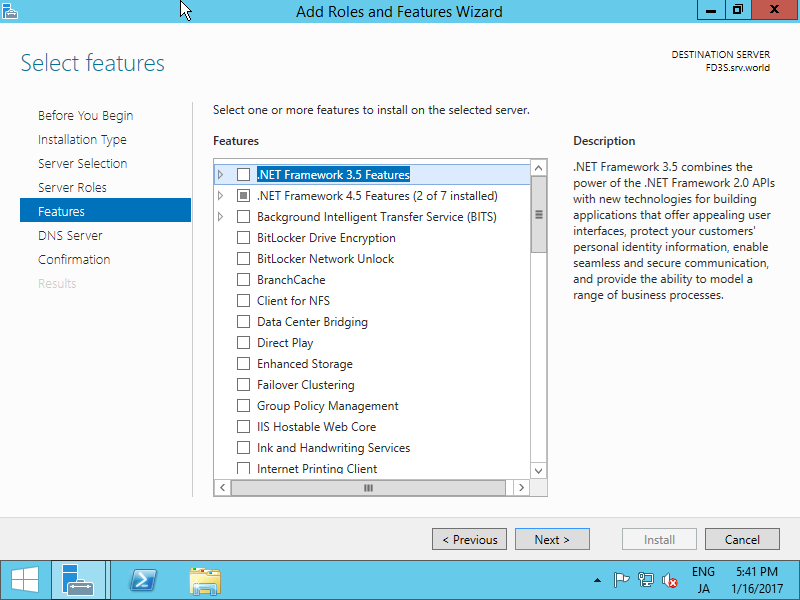 Add Roles and Features Wizard
Select features
DESTINATION SERVER
FD3S.srv.world
Before You Begin
Installation Type
Server Selection
Server Roles
Features
DNS Server
Confirmation
Results
Select one or more features to install on the selected server.
Features
.NET Framework 3.5 Features
.NET Framework 4.5 Features (2 of 7 installed)
Background Intelligent Transfer Service (BITS)
BitLocker Drive Encryption
BitLocker Network Unlock
BranchCache
Client for NFS
Data Center Bridging
Direct Play
Enhanced Storage
Failover Clustering
Group Policy Management
IIS Hostable Web Core
Ink and Handwriting Services
Internet Printing Client
Description
.NET Framework 3.5 combines the
power of the .NET Framework 2.0 APIs
with new technologies for building
applications that offer appealing user
interfaces, protect your customers'
personal identity information, enable
seamless and secure communication,
and provide the ability to model a
range of business processes.
< Previous
Next >
Install
Cancel
ENG
JA
5:41 PM
1/16/2017